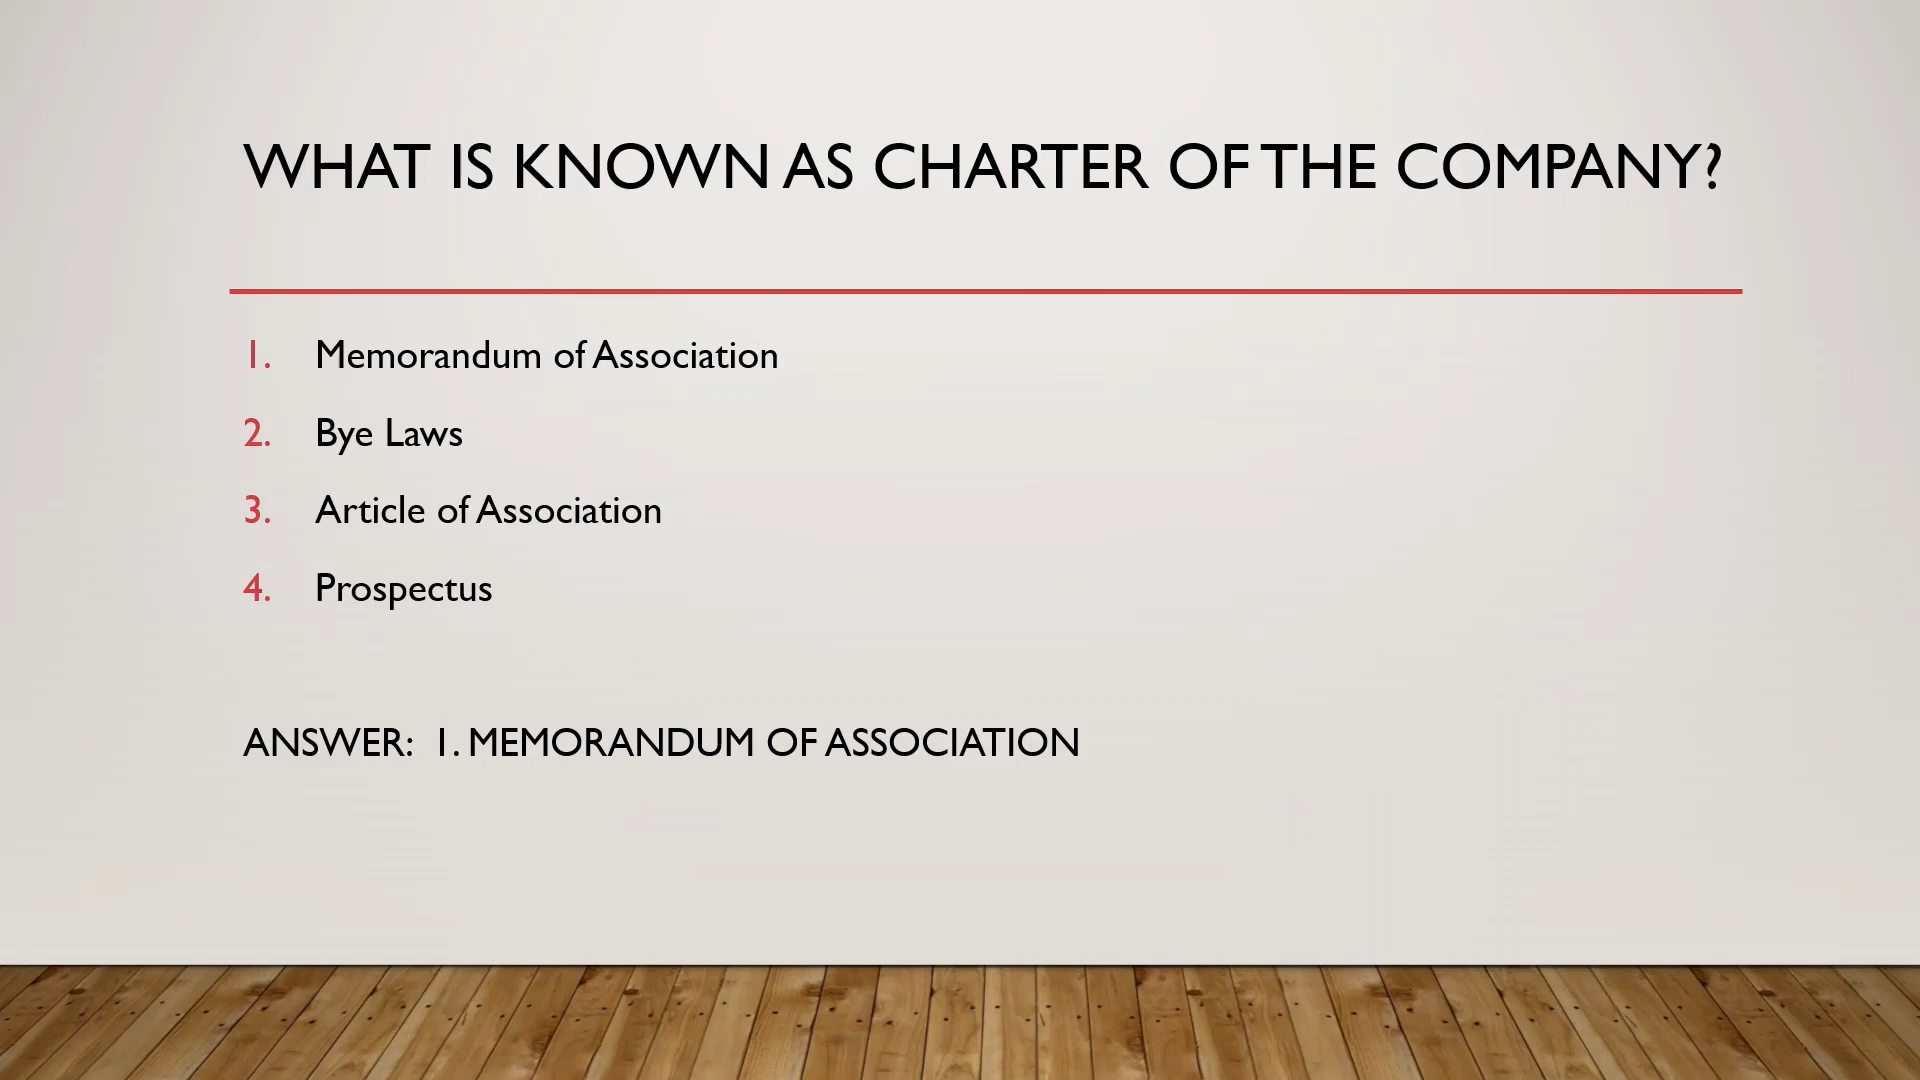 WHAT IS KNOWN AS CHARTER OF THE COMPANY?
1. Memorandum of Association
2. Bye Laws
3. Article of Association
4. Prospectus
ANSWER: 1. MEMORANDUM OF ASSOCIATION